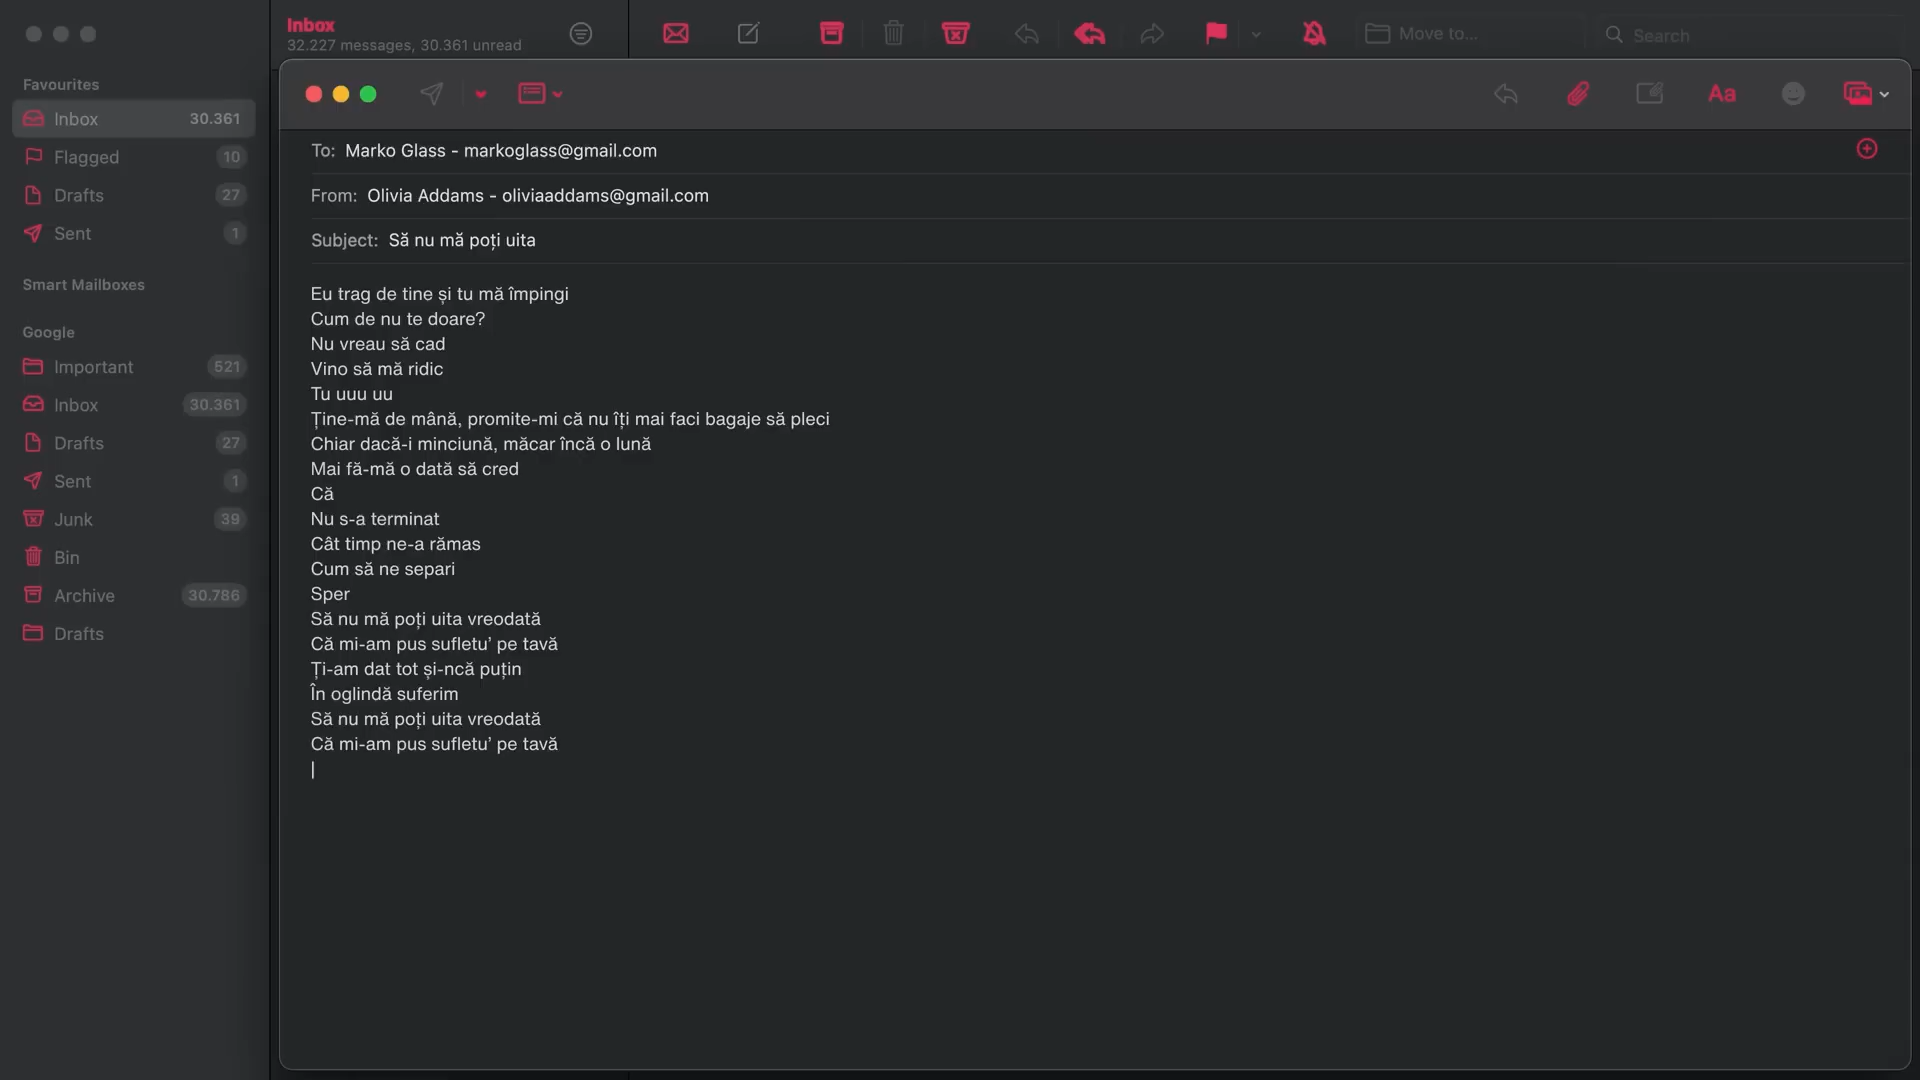 Inbox
32.227 messages, 30.361 unread
Move to...
Search
Favourites
Inbox 30.361
Flagged 10
Drafts 27
Sent 1
Smart Mailboxes
Google
Important 521
Inbox 30.361
Drafts 27
Sent 1
Junk 39
Bin
Archive 30.786
Drafts
Aa
To: Marko Glass - markoglass@gmail.com
From: Olivia Addams - oliviaaddams@gmail.com
Subject: Să nu mă poți uita
Eu trag de tine și tu mă împingi
Cum de nu te doare?
Nu vreau să cad
Vino să mă ridic
Tu uuu uu
Ține-mă de mână, promite-mi că nu îți mai faci bagaje să pleci
Chiar dacă-i minciună, măcar încă o lună
Mai fă-mă o dată să cred
Că
Nu s-a terminat
Cât timp ne-a rămas
Cum să ne separi
Sper
Să nu mă poți uita vreodată
Că mi-am pus sufletu’ pe tavă
Ți-am dat tot și-ncă puțin
În oglindă suferim
Să nu mă poți uita vreodată
Că mi-am pus sufletu’ pe tavă